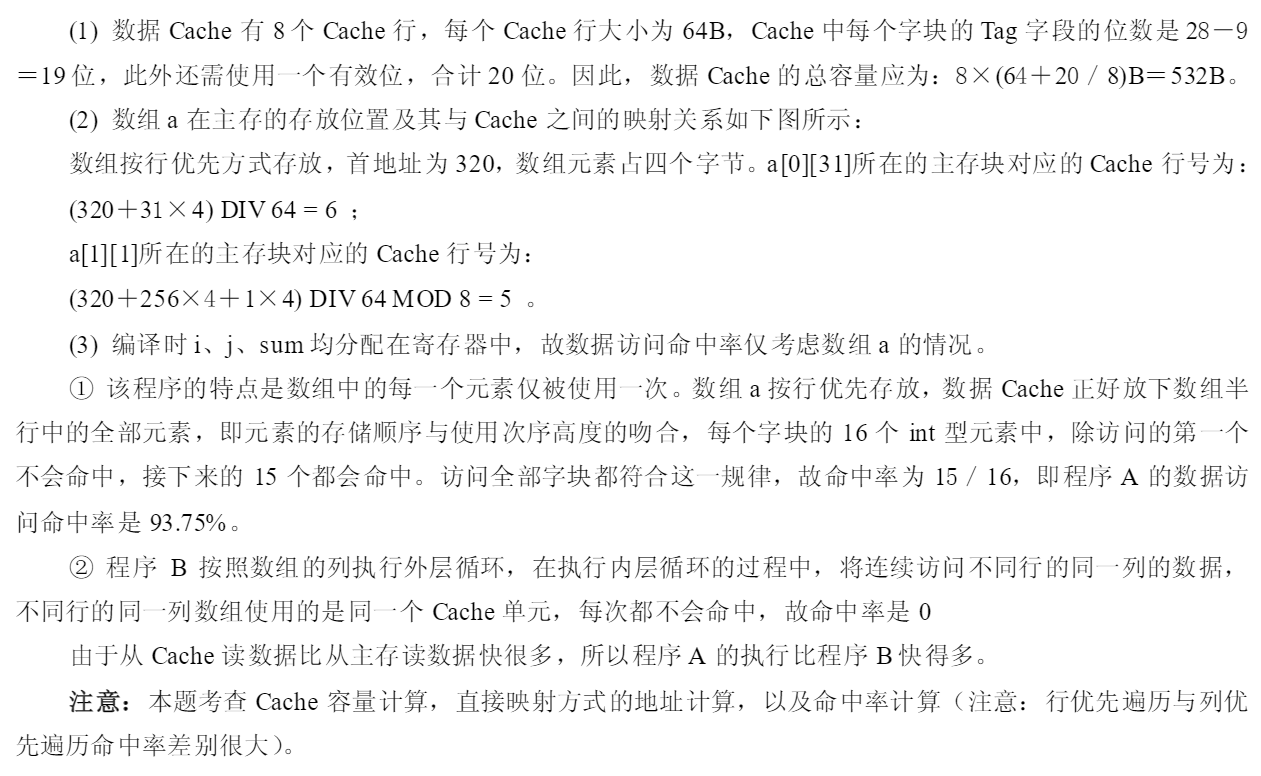 (1) 数据 Cache 有 8 个 Cache 行，每个 Cache 行大小为 64B，Cache 中每个字块的 Tag 字段的位数是 28－9
＝19 位，此外还需使用一个有效位，合计 20 位。因此，数据 Cache 的总容量应为：8×(64＋20 / 8)B＝532B。
(2) 数组 a 在主存的存放位置及其与 Cache 之间的映射关系如下图所示：
数组按行优先方式存放，首地址为 320，数组元素占四个字节。a[0][31]所在的主存块对应的 Cache 行号为：
(320＋31×4) DIV 64 = 6 ；
a[1][1]所在的主存块对应的 Cache 行号为：
(320＋256×4＋1×4) DIV 64 MOD 8 = 5 。
(3) 编译时 i、j、sum 均分配在寄存器中，故数据访问命中率仅考虑数组 a 的情况。
① 该程序的特点是数组中的每一个元素仅被使用一次。数组 a 按行优先存放，数据 Cache 正好放下数组半
行中的全部元素，即元素的存储顺序与使用次序高度的吻合，每个字块的 16 个 int 型元素中，除访问的第一个
不会命中，接下来的 15 个都会命中。访问全部字块都符合这一规律，故命中率为 15 / 16，即程序 A 的数据访
问命中率是 93.75%。
② 程序 B 按照数组的列执行外层循环，在执行内层循环的过程中，将连续访问不同行的同一列的数据，
不同行的同一列数组使用的是同一个 Cache 单元，每次都不会命中，故命中率是 0
由于从 Cache 读数据比从主存读数据快很多，所以程序 A 的执行比程序 B 快得多。
注意：本题考查 Cache 容量计算，直接映射方式的地址计算，以及命中率计算（注意：行优先遍历与列优
先遍历命中率差别很大）。